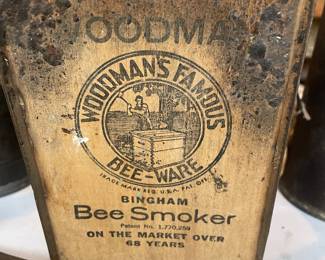 WOODMAN
WOODMAN'S FAMOUS
BEE-WARE
TRADE MARK REG. U.S.A. PAT. OFF.
BINGHAM
Bee Smoker
Patent No. 1,770,259
ON THE MARKET OVER
68 YEARS